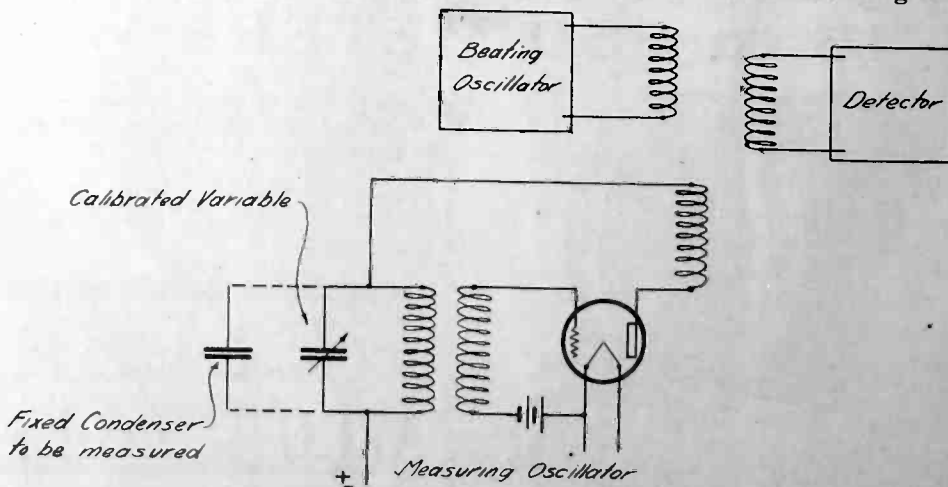 Beating
Oscillator
Detector
Calibrated Variable
Fixed Condenser
to be measured
+
Measuring Oscillator